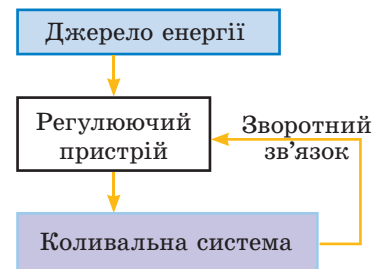 Джерело енергії
Регулюючий
пристрій
Зворотний
зв'язок
Коливальна система